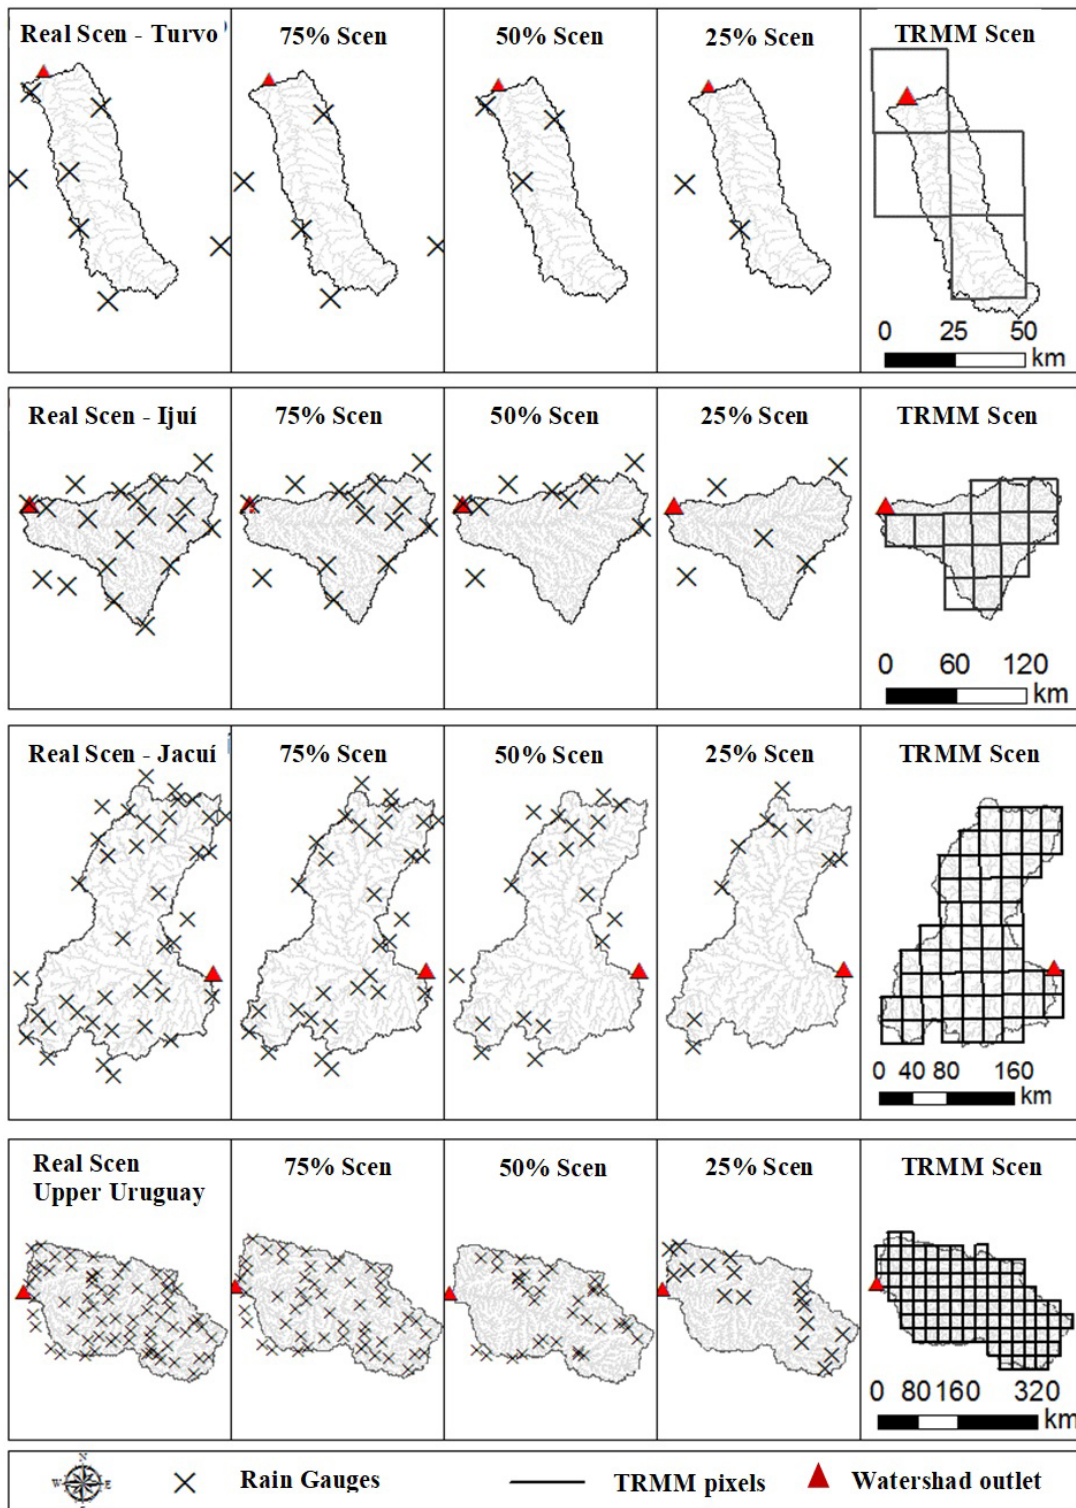 Real Scen - Turvo
75% Scen
50% Scen
25% Scen
TRMM Scen
0 25 50
km
Real Scen - Ijuí
75% Scen
50% Scen
25% Scen
TRMM Scen
0 60 120
km
Real Scen - Jacuí
75% Scen
50% Scen
25% Scen
TRMM Scen
0 40 80 160
km
Real Scen
Upper Uruguay
75% Scen
50% Scen
25% Scen
TRMM Scen
0 80 160 320
km
N
W E
S
Rain Gauges
TRMM pixels
Watershad outlet